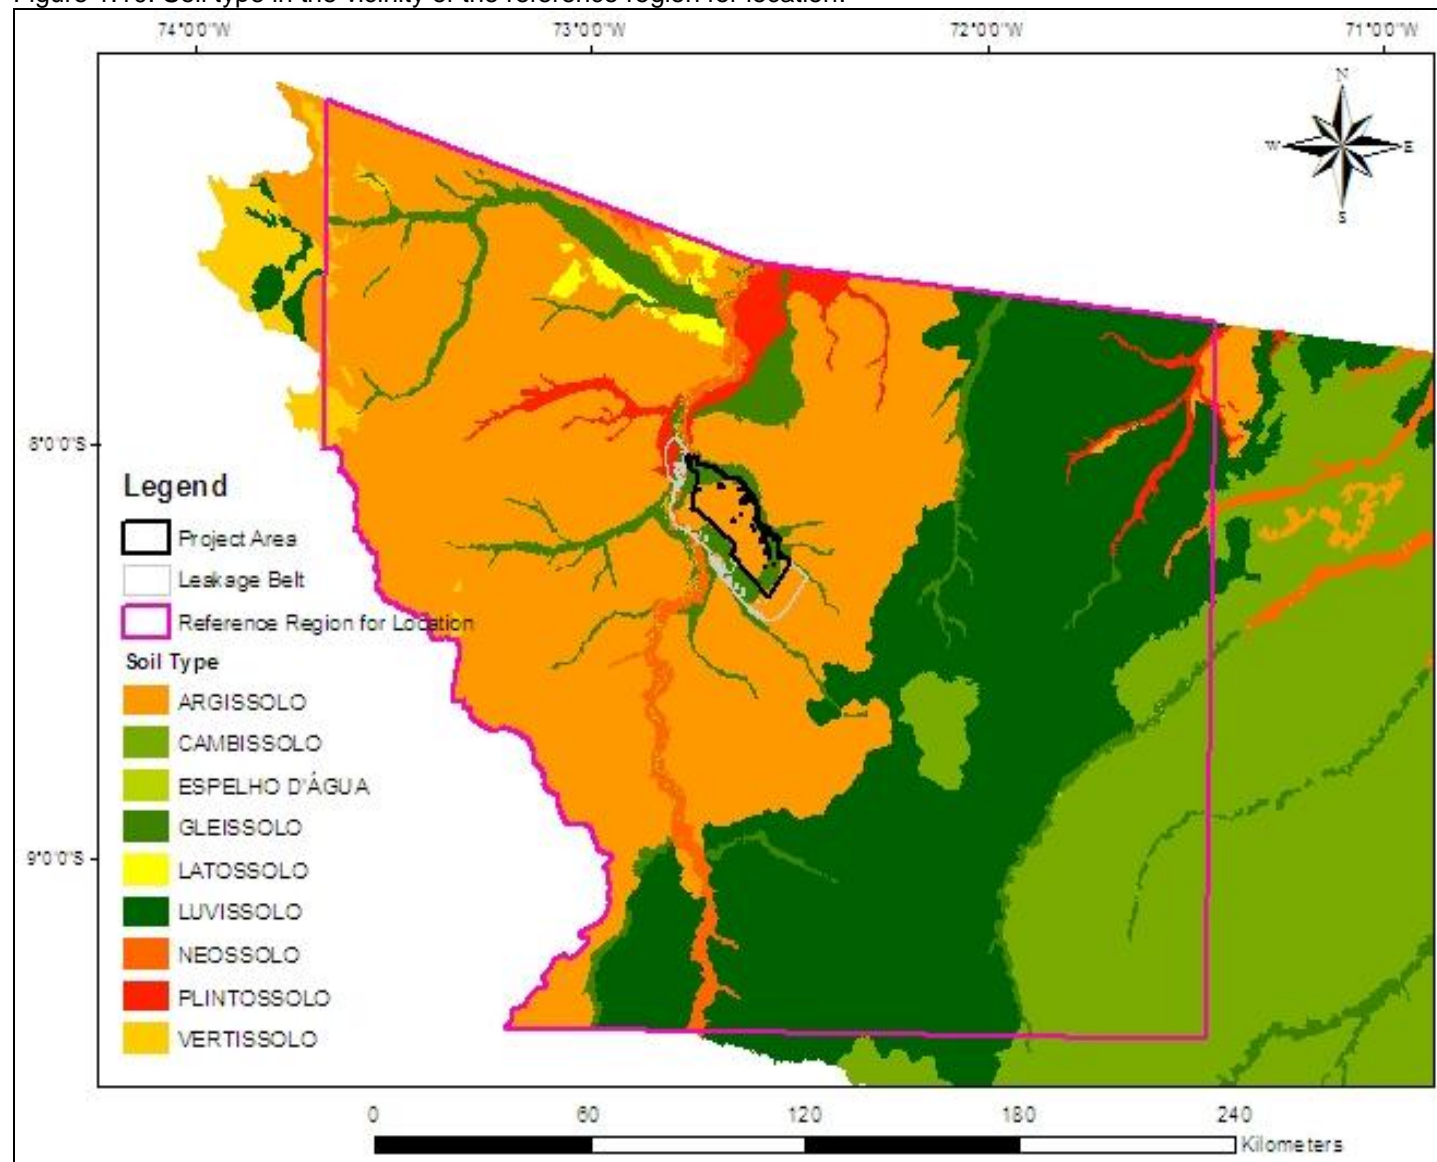 74°0'0"W 73°0'0"W 72°0'0"W 71°0'0"W
N
W E
S
8°0'0"S
Legend
Project Area
Leakage Belt
Reference Region for Location
Soil Type
ARGISSOLO
CAMBISSOLO
ESPELHO D'ÁGUA
GLEISSOLO
LATOSSOLO
9°0'0"S
LUVISSOLO
NEOSSOLO
PLINTOSSOLO
VERTISSOLO
0 60 120 180 240
Kilometers